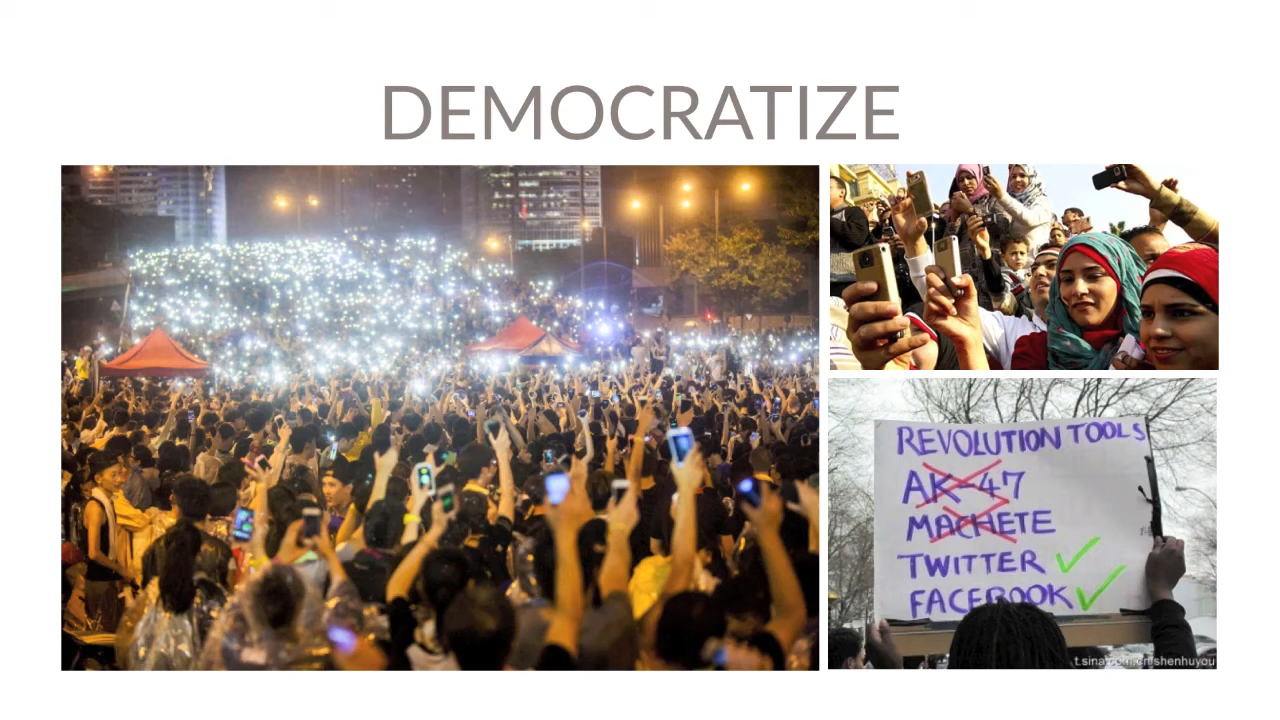 DEMOCRATIZE
REVOLUTION TOOLS
AK-47
MACHETE
TWITTER ✓
FACEBOOK ✓
t.sina.com.cn/shenhuyou